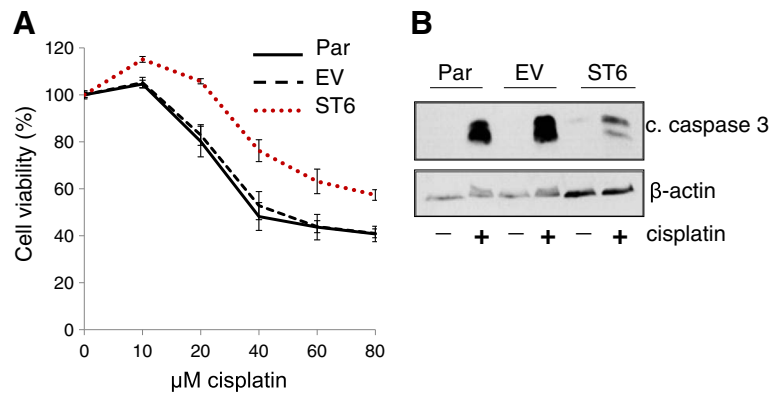 A
120
100
80
60
40
20
0
Cell viability (%)
0 10 20 40 60 80
µM cisplatin
Par
EV
ST6
B
Par EV ST6
c. caspase 3
β-actin
– + – + – + cisplatin